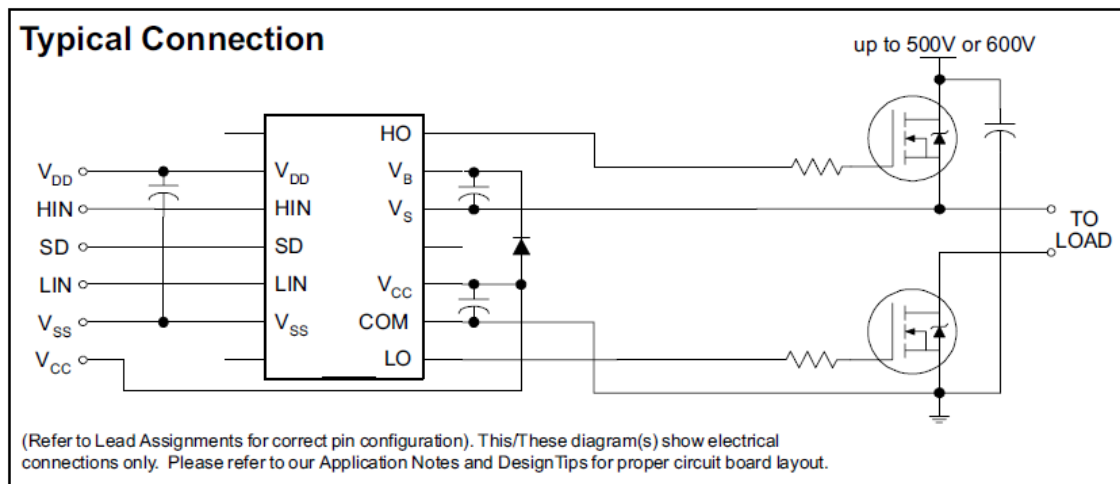 Typical Connection
up to 500V or 600V
HO
VDD
VDD
VB
HIN
HIN
VS
SD
SD
TO
LOAD
LIN
LIN
VCC
VSS
VSS
COM
VCC
LO
(Refer to Lead Assignments for correct pin configuration). This/These diagram(s) show electrical
connections only. Please refer to our Application Notes and DesignTips for proper circuit board layout.